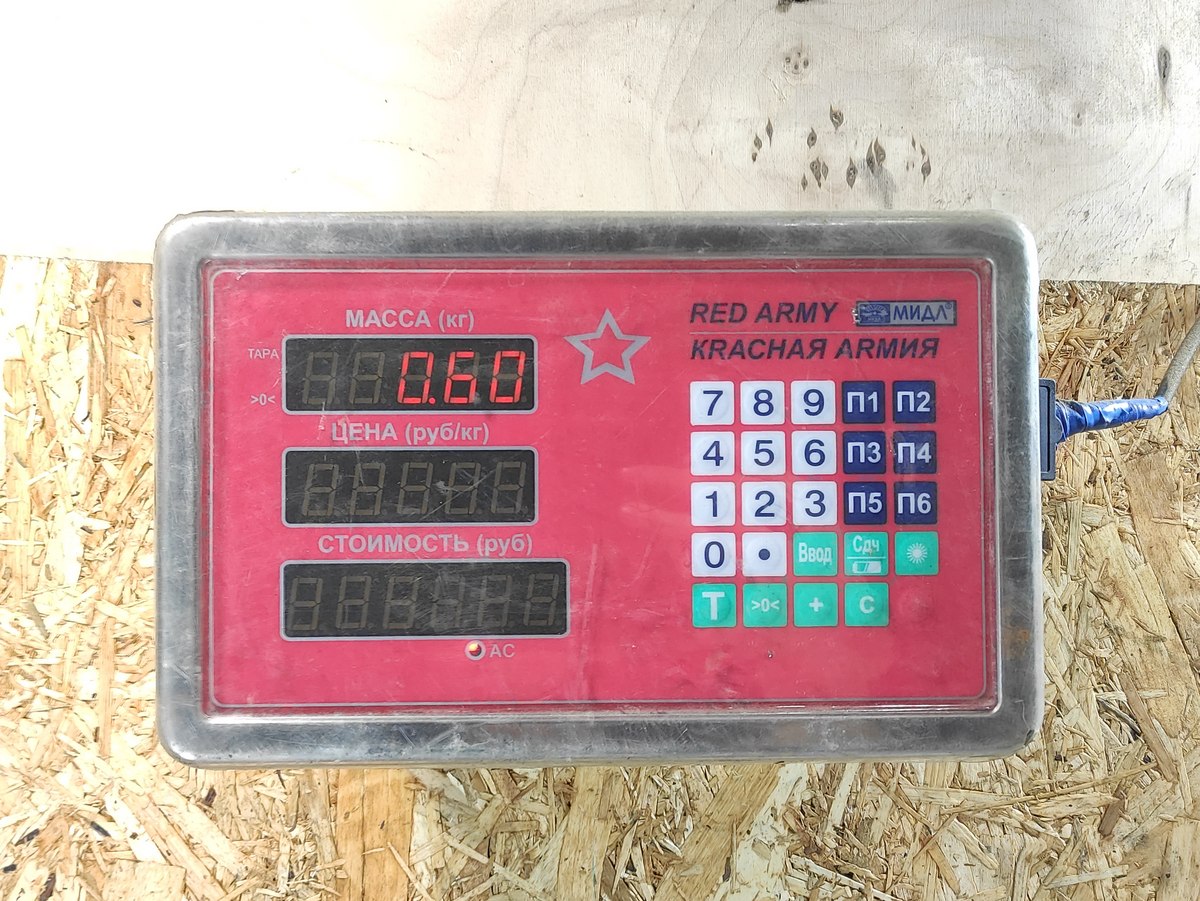 МАССА (кг)
ТАРА
0.60
>0<
ЦЕНА (руб/кг)
СТОИМОСТЬ (руб)
AC
RED ARMY МИДЛ®
КRАСНАЯ ARМИЯ
7 8 9 П1 П2
4 5 6 П3 П4
1 2 3 П5 П6
0 • Ввод Сдч
T >0< + C